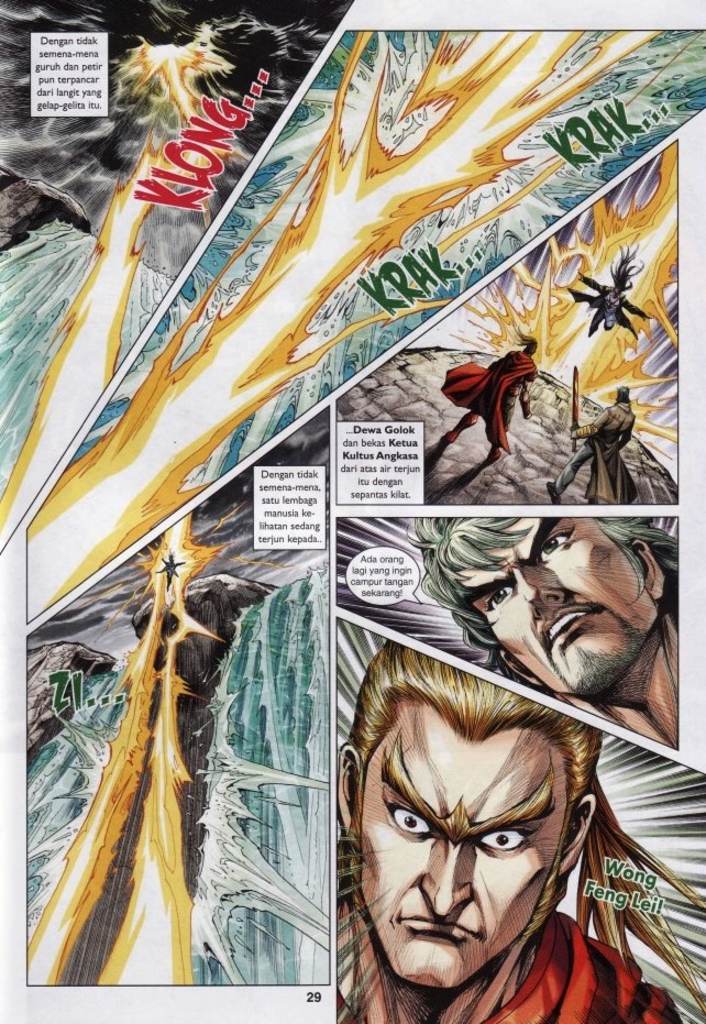 Dengan tidak
semena-mena
guruh dan petir
pun terpancar
dari langit yang
gelap-gelita itu.
KLONG...
KRAK...
KRAK...
Dengan tidak
semena-mena,
satu lembaga
manusia ke-
lihatan sedang
terjun kepada..
...Dewa Golok
dan bekas Ketua
Kultus Angkasa
dari atas air terjun
itu dengan
sepantas kilat.
ZI...
Ada orang
lagi yang ingin
campur tangan
sekarang!
Wong
Feng Lei!
29